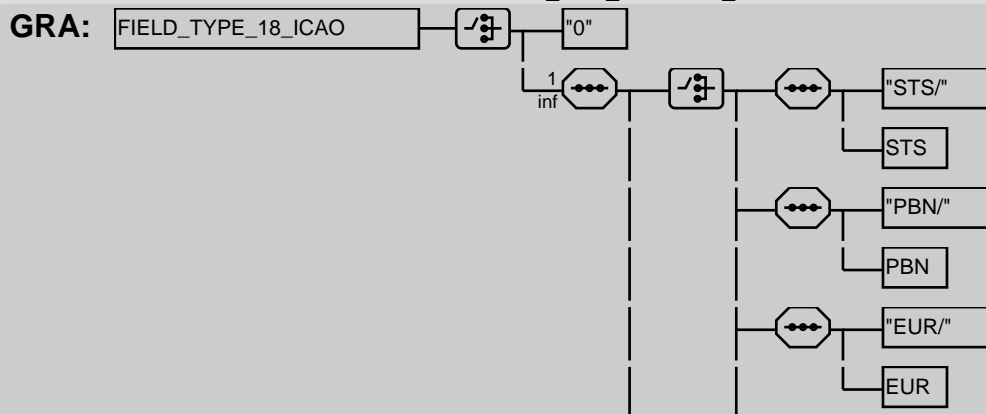 GRA: FIELD_TYPE_18_ICAO "0"
1
inf
"STS/"
STS
"PBN/"
PBN
"EUR/"
EUR